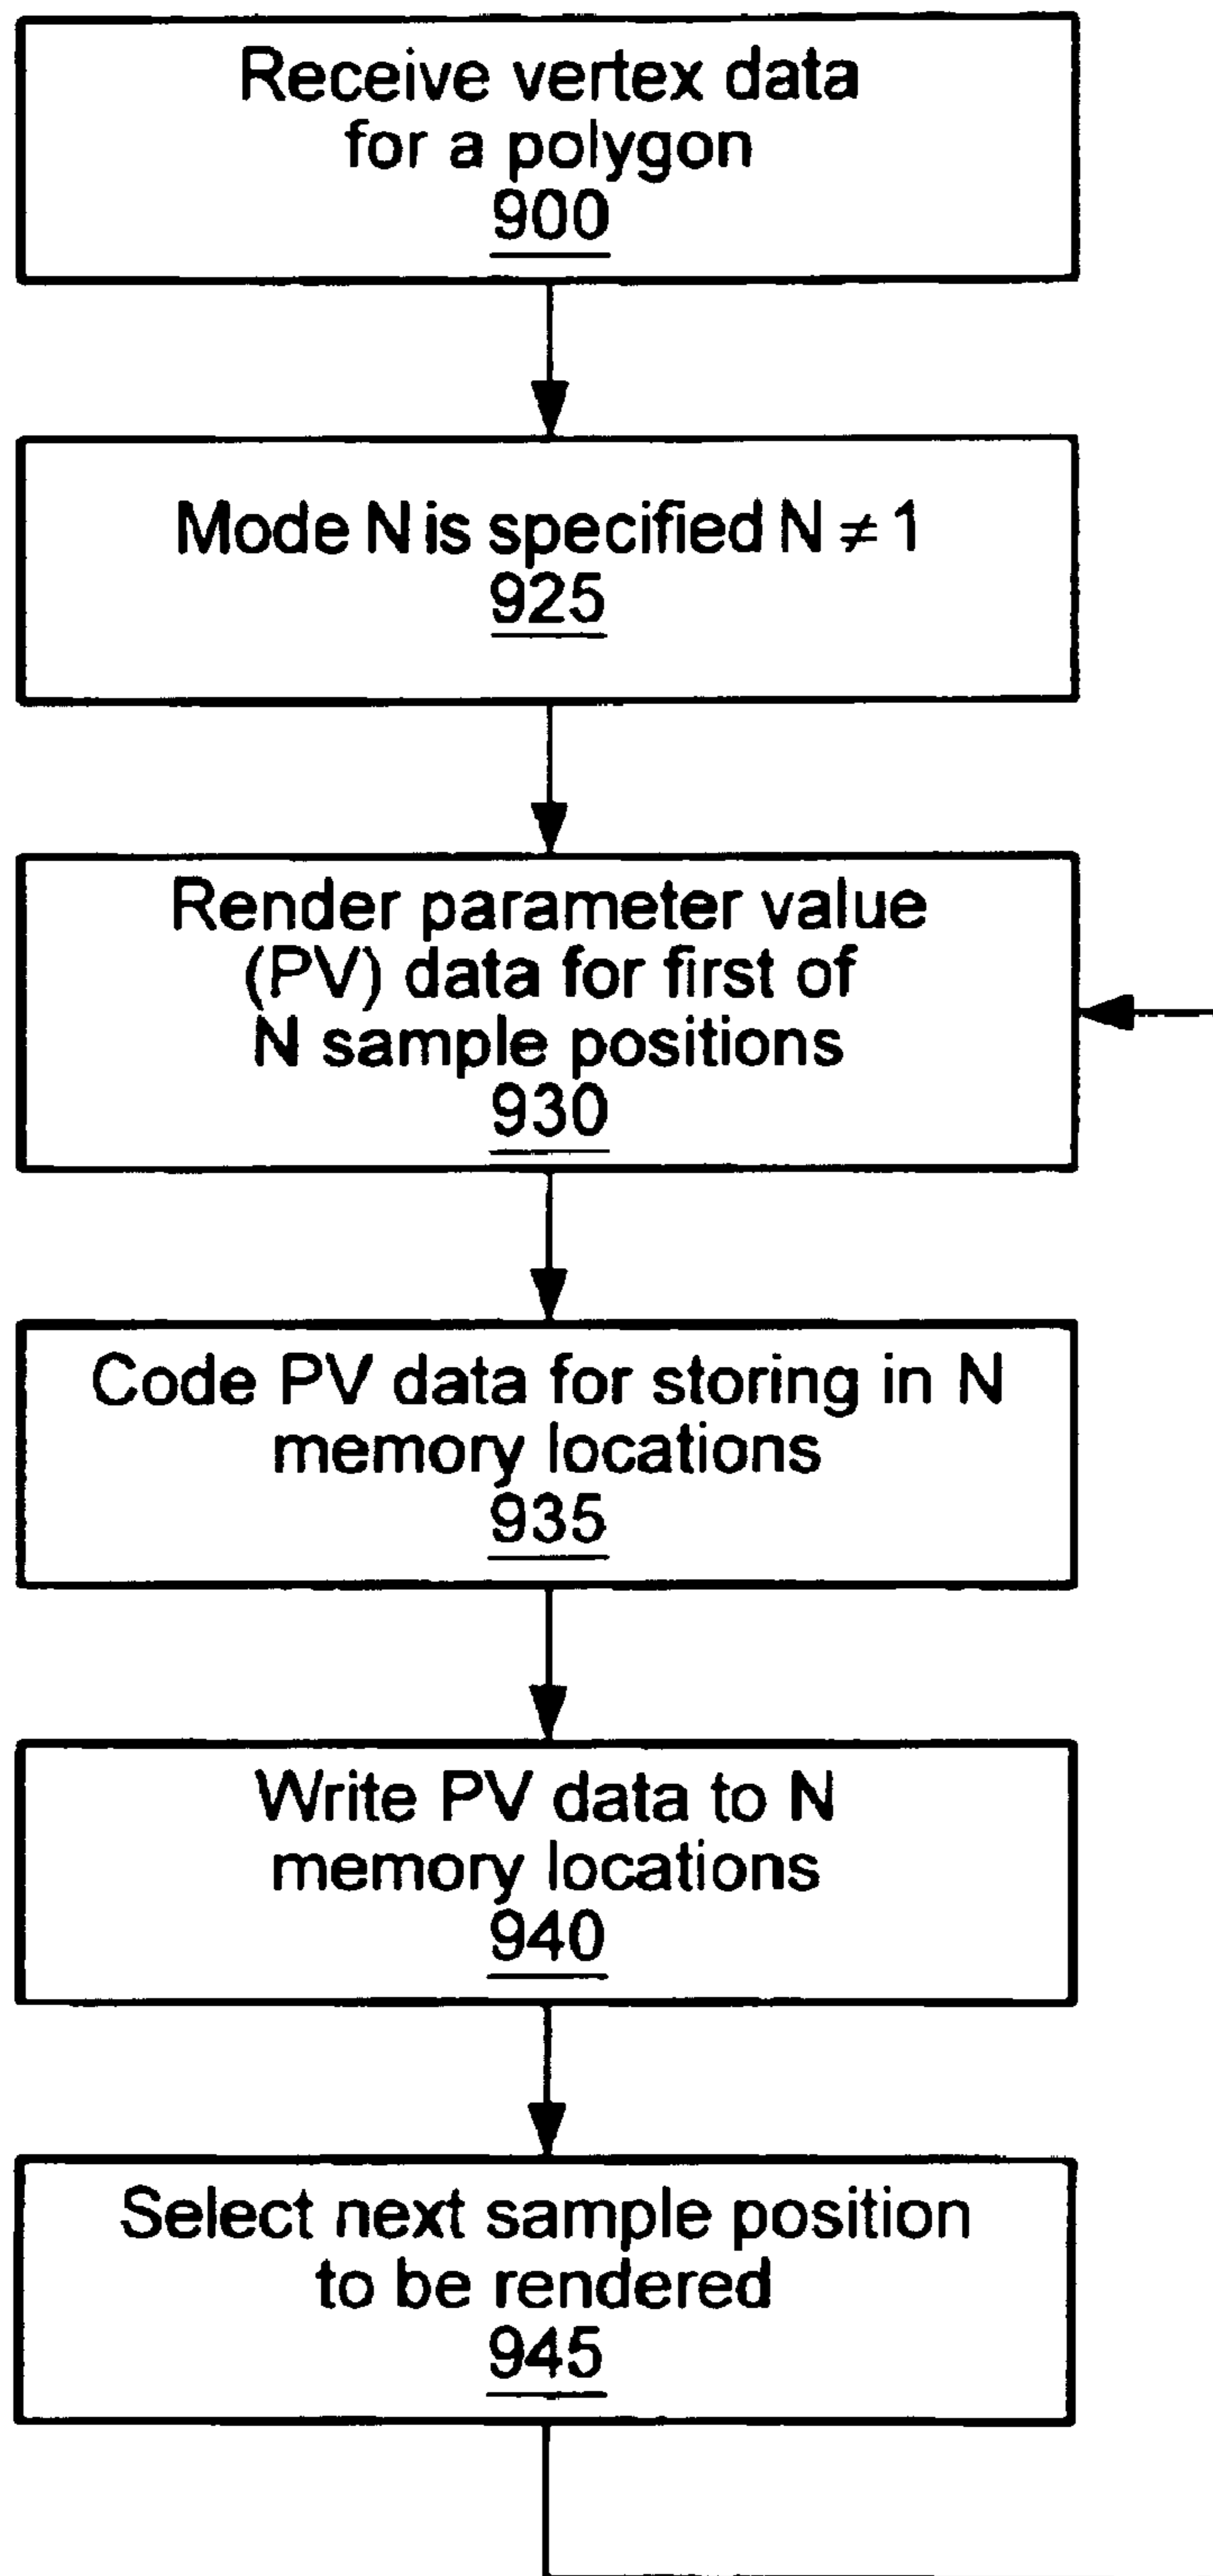 Receive vertex data
for a polygon
900
Mode N is specified N ≠ 1
925
Render parameter value
(PV) data for first of
N sample positions
930
Code PV data for storing in N
memory locations
935
Write PV data to N
memory locations
940
Select next sample position
to be rendered
945